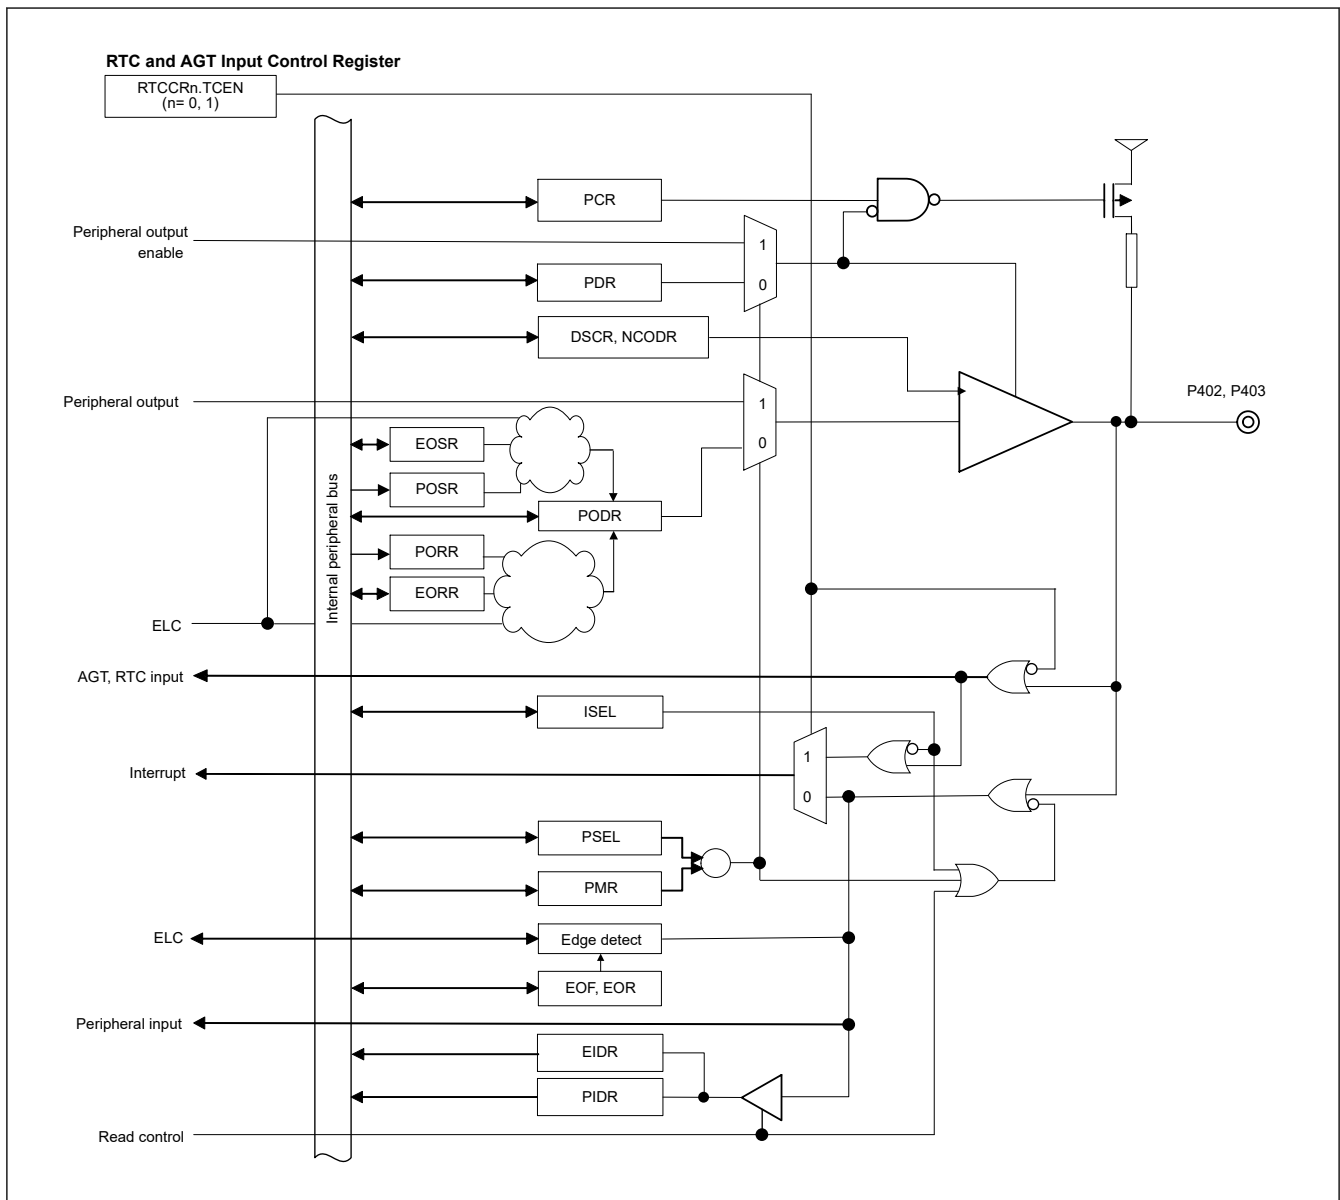 RTC and AGT Input Control Register
RTCCRn.TCEN
(n= 0, 1)
PCR
Peripheral output
enable
1
0
PDR
DSCR, NCODR
Peripheral output
1
0
P402, P403
EOSR
POSR
PODR
PORR
EORR
Internal peripheral bus
ELC
AGT, RTC input
ISEL
Interrupt
1
0
PSEL
PMR
ELC
Edge detect
EOF, EOR
Peripheral input
EIDR
PIDR
Read control